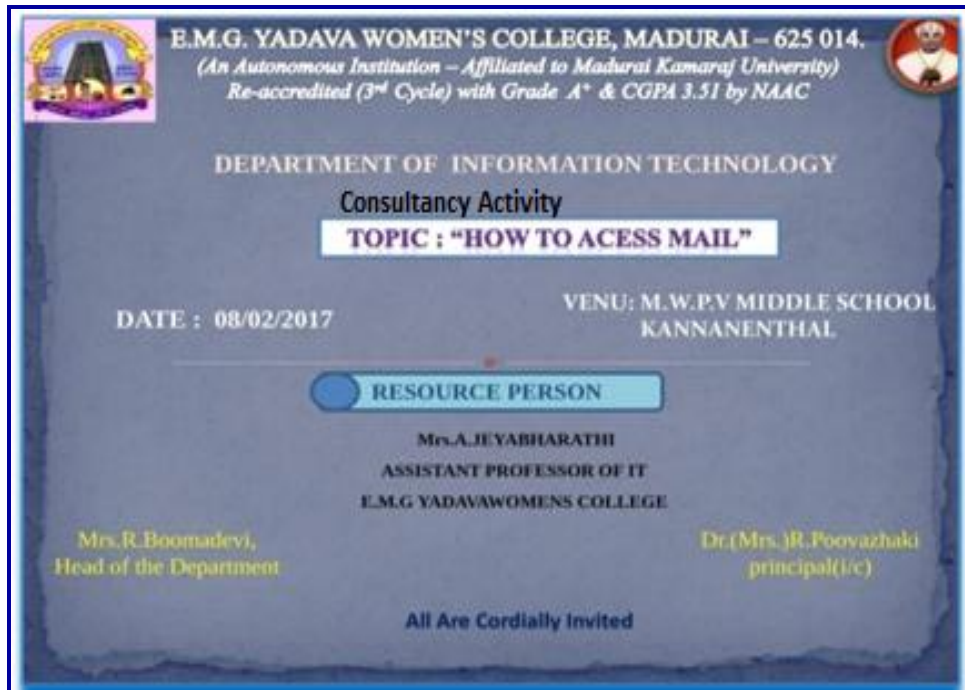 E.M.G. YADAVA WOMEN'S COLLEGE, MADURAI – 625 014.
(An Autonomous Institution – Affiliated to Madurai Kamaraj University)
Re-accredited (3rd Cycle) with Grade A+ & CGPA 3.51 by NAAC
DEPARTMENT OF INFORMATION TECHNOLOGY
Consultancy Activity
TOPIC : “HOW TO ACESS MAIL”
DATE : 08/02/2017
VENU: M.W.P.V MIDDLE SCHOOL
KANNANENTHAL
RESOURCE PERSON
Mrs.A.JEYABHARATHI
ASSISTANT PROFESSOR OF IT
E.M.G YADAVAWOMENS COLLEGE
Mrs.R.Boomadevi,
Head of the Department
Dr.(Mrs.)R.Poovazhaki
principal(i/c)
All Are Cordially Invited